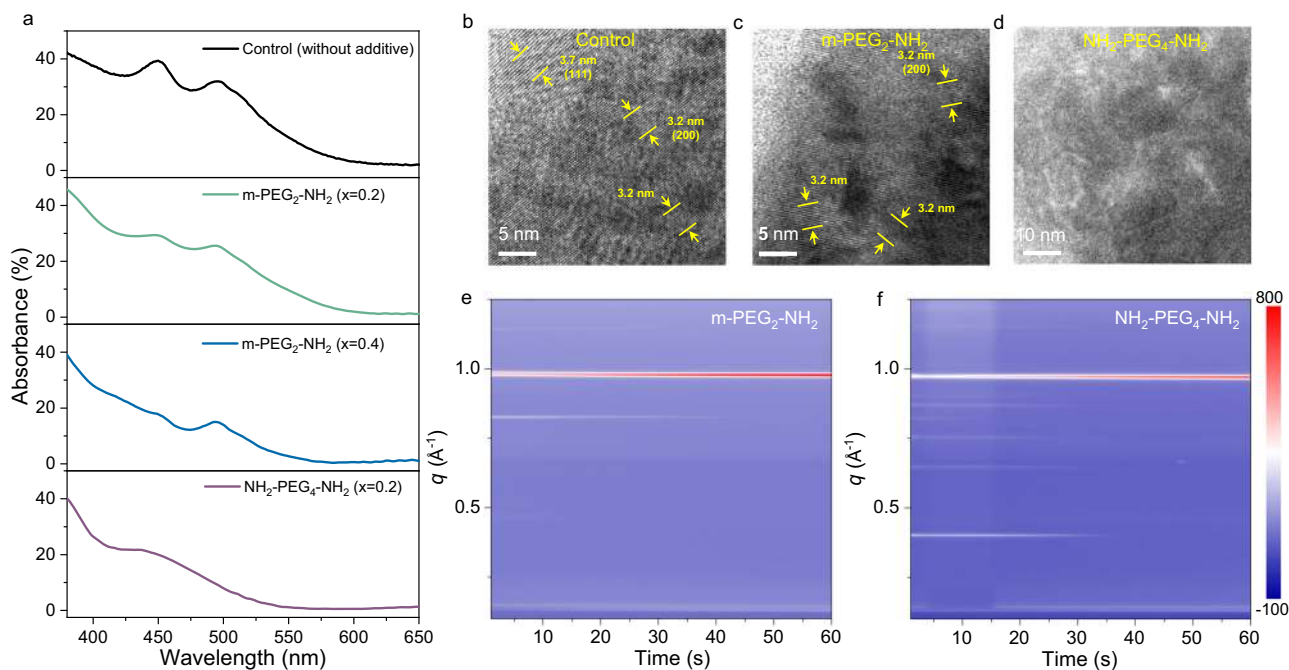 a
Control (without additive)
m-PEG₂-NH₂ (x=0.2)
m-PEG₂-NH₂ (x=0.4)
NH₂-PEG₄-NH₂ (x=0.2)
Absorbance (%)
40
20
0
40
20
0
40
20
0
40
20
0
400 450 500 550 600 650
Wavelength (nm)
b
Control
3.7 nm
(111)
3.2 nm
(200)
3.2 nm
5 nm
c
m-PEG₂-NH₂
3.2 nm
(200)
3.2 nm
3.2 nm
5 nm
d
NH₂-PEG₄-NH₂
10 nm
e
m-PEG₂-NH₂
q (Å⁻¹)
1.0
0.5
10 20 30 40 50 60
Time (s)
f
NH₂-PEG₄-NH₂
q (Å⁻¹)
1.0
0.5
10 20 30 40 50 60
Time (s)
800
-100